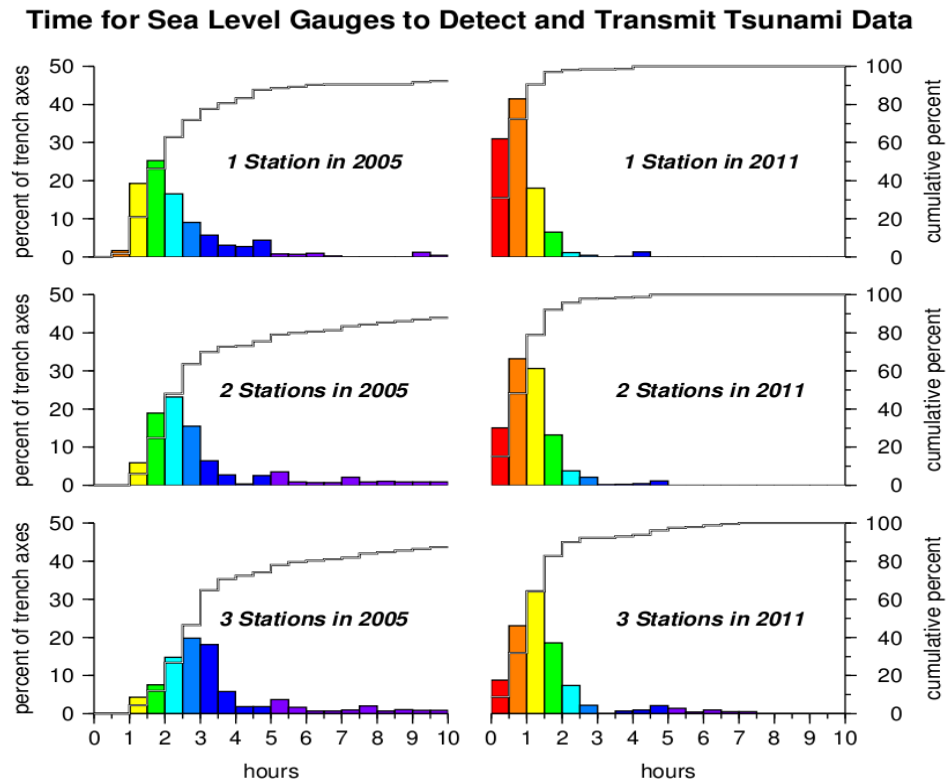 Time for Sea Level Gauges to Detect and Transmit Tsunami Data
percent of trench axes
50
40
30
20
10
0
1 Station in 2005
1 Station in 2011
100
80
60
40
20
0
cumulative percent
percent of trench axes
50
40
30
20
10
0
2 Stations in 2005
2 Stations in 2011
100
80
60
40
20
0
cumulative percent
percent of trench axes
50
40
30
20
10
0
3 Stations in 2005
3 Stations in 2011
100
80
60
40
20
0
cumulative percent
0 1 2 3 4 5 6 7 8 9 10
0 1 2 3 4 5 6 7 8 9 10
hours
hours